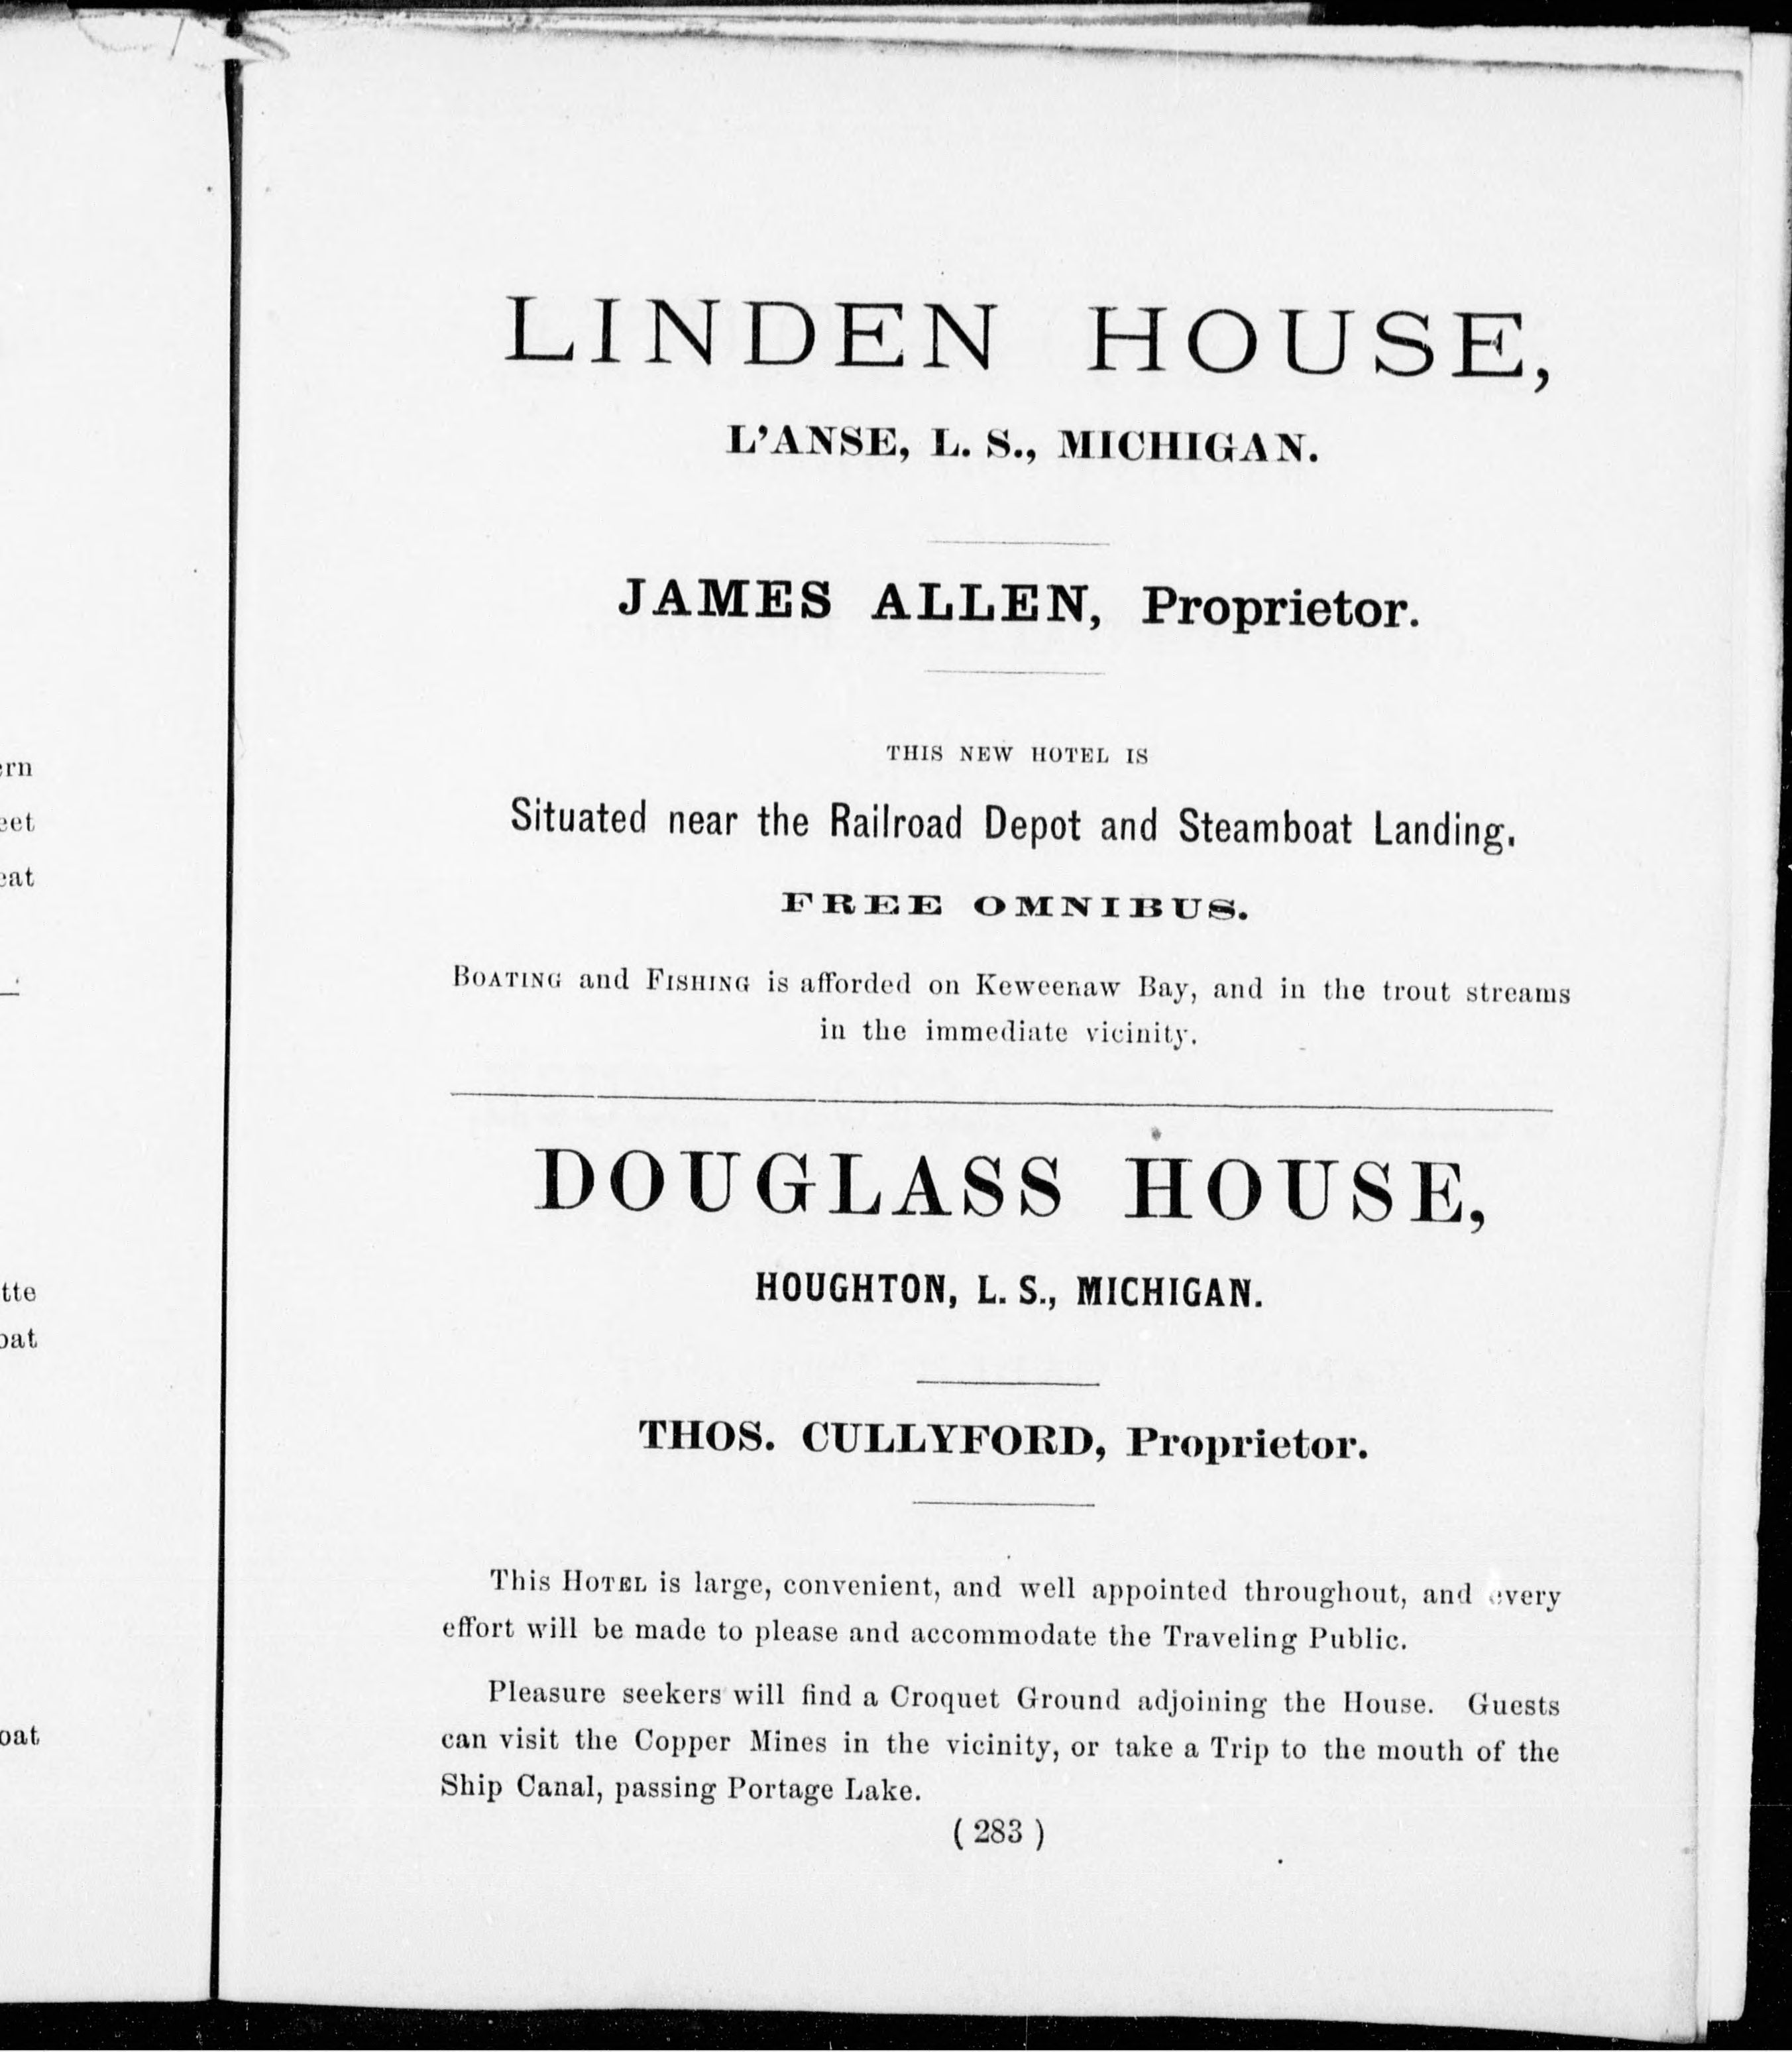 LINDEN HOUSE,
L'ANSE, L. S., MICHIGAN.
JAMES ALLEN, Proprietor.
THIS NEW HOTEL IS
Situated near the Railroad Depot and Steamboat Landing.
FREE OMNIBUS.
BOATING and FISHING is afforded on Keweenaw Bay, and in the trout streams
in the immediate vicinity.
DOUGLASS HOUSE,
HOUGHTON, L. S., MICHIGAN.
THOS. CULLYFORD, Proprietor.
This HOTEL is large, convenient, and well appointed throughout, and every
effort will be made to please and accommodate the Traveling Public.
Pleasure seekers will find a Croquet Ground adjoining the House. Guests
can visit the Copper Mines in the vicinity, or take a Trip to the mouth of the
Ship Canal, passing Portage Lake.
( 283 )